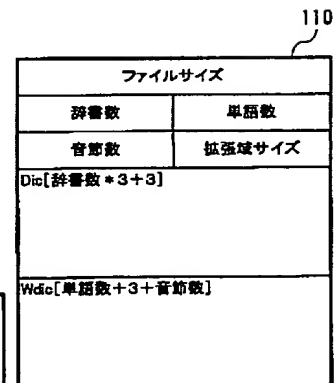 110
ファイルサイズ
辞書数 単語数
音節数 拡張域サイズ
Dic[辞書数*3+3]
Wdic[単語数+3+音節数]